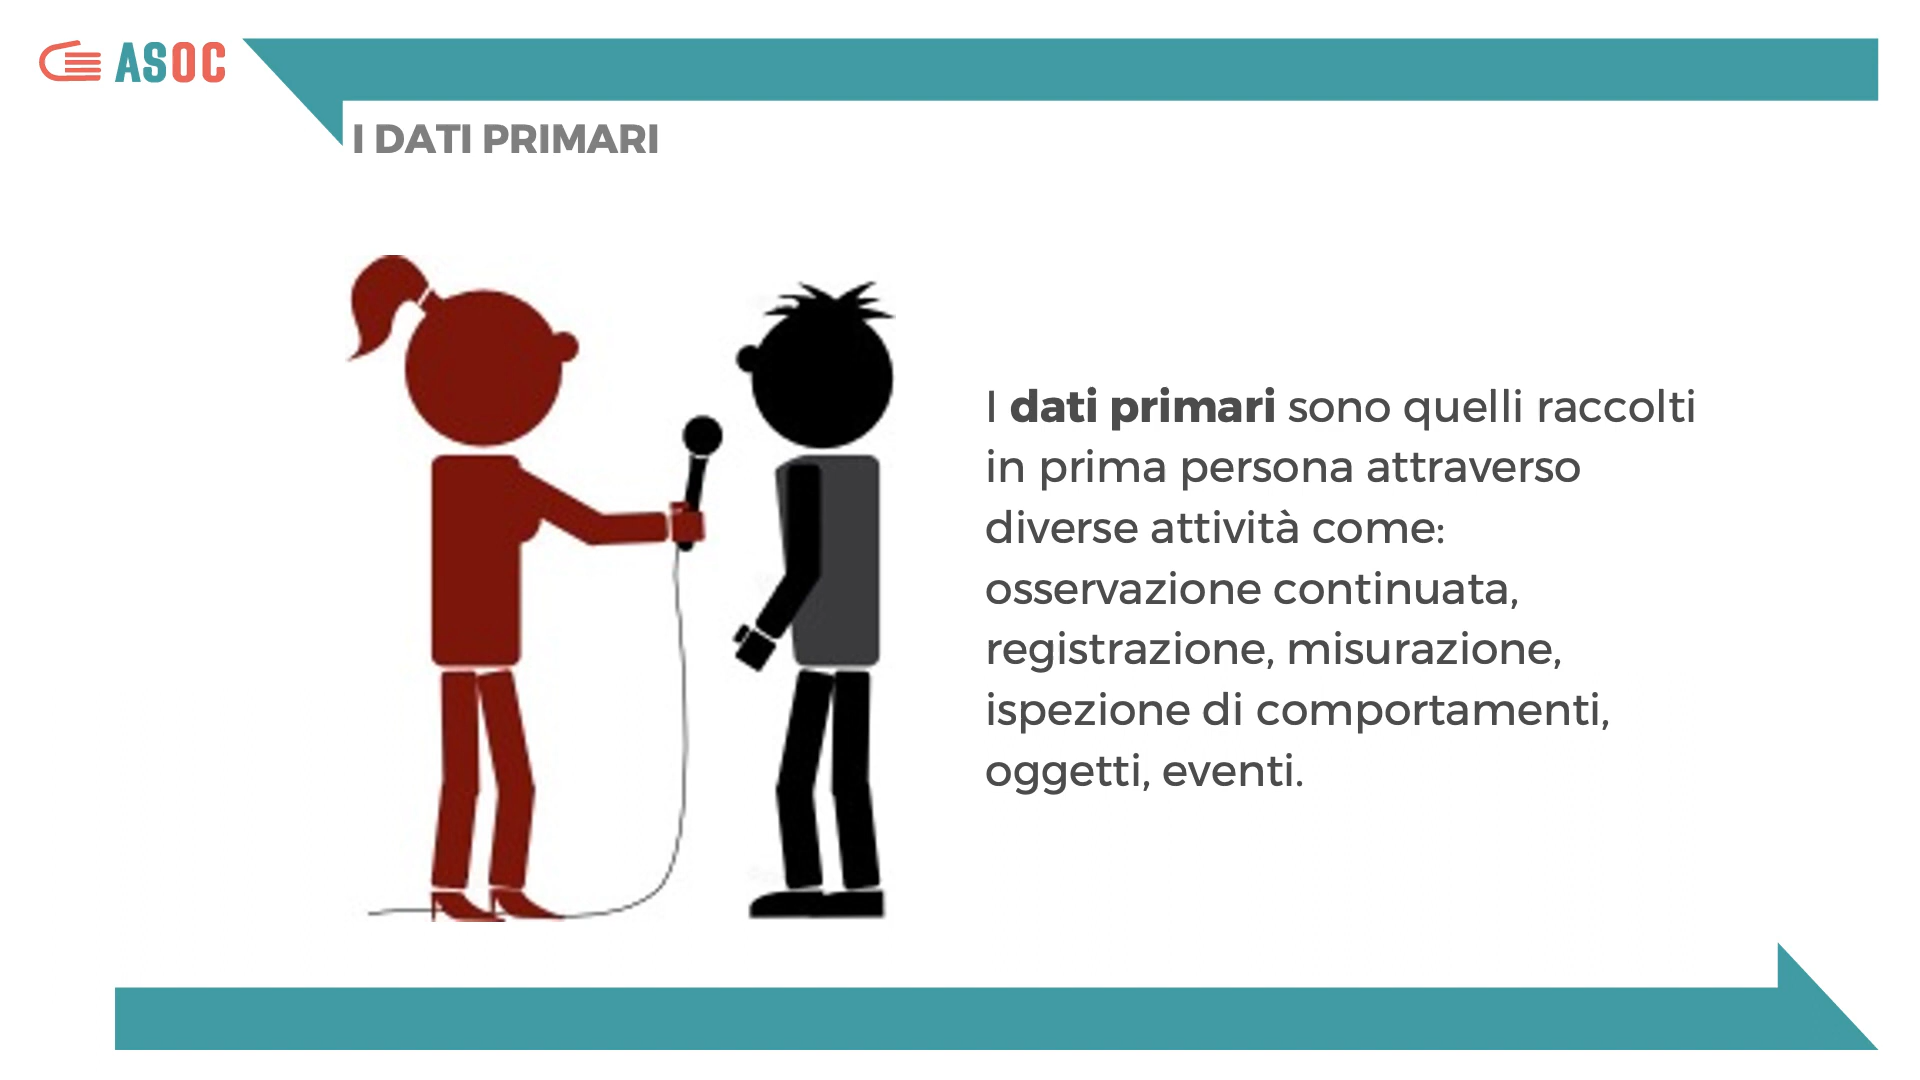 ASOC
I DATI PRIMARI
I dati primari sono quelli raccolti
in prima persona attraverso
diverse attività come:
osservazione continuata,
registrazione, misurazione,
ispezione di comportamenti,
oggetti, eventi.